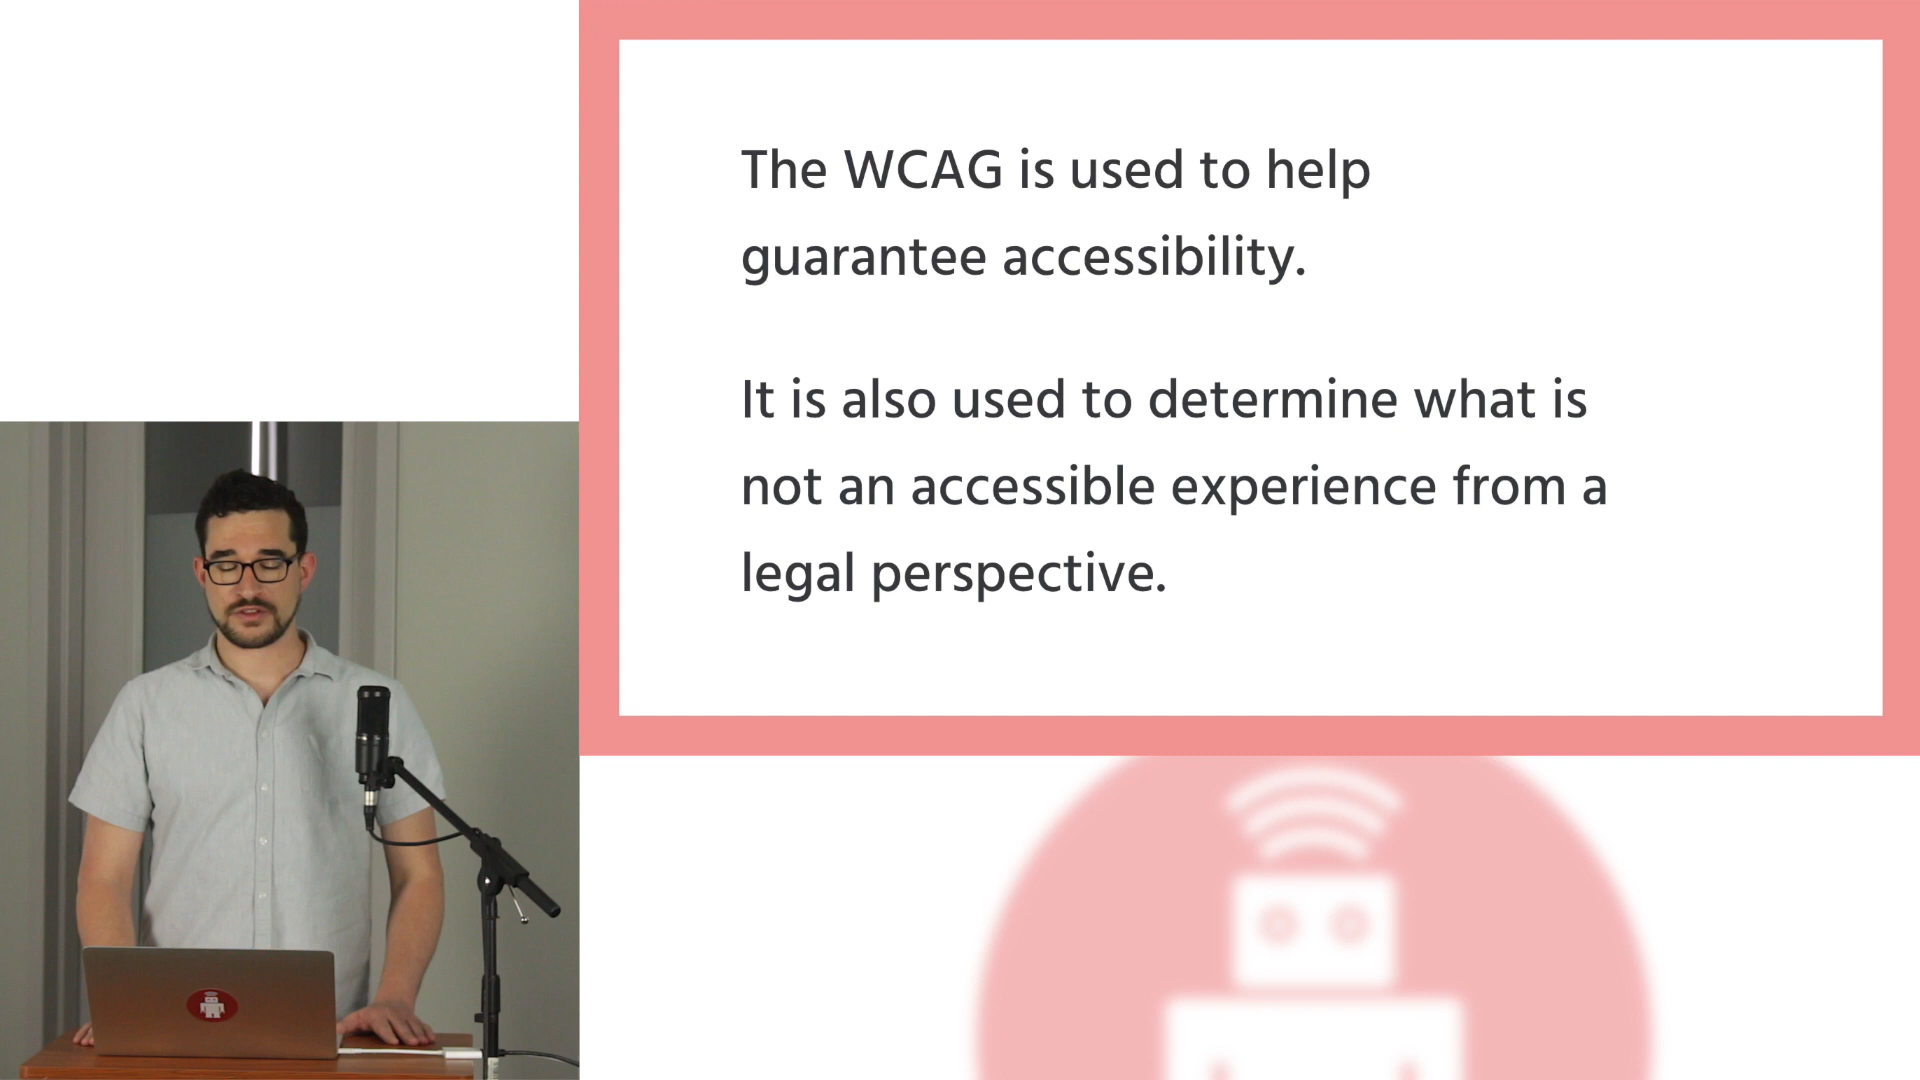 The WCAG is used to help
guarantee accessibility.
It is also used to determine what is
not an accessible experience from a
legal perspective.